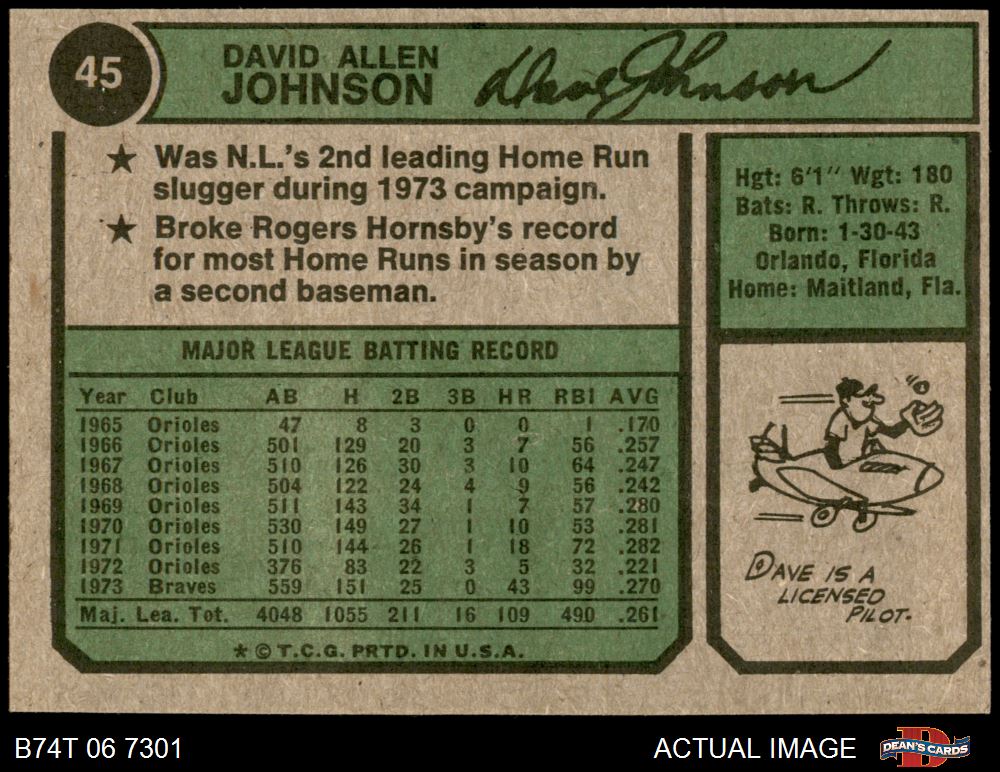 45
DAVID ALLEN
JOHNSON
Dave Johnson
★ Was N.L.'s 2nd leading Home Run
slugger during 1973 campaign.
★ Broke Rogers Hornsby's record
for most Home Runs in season by
a second baseman.
Hgt: 6'1" Wgt: 180
Bats: R. Throws: R.
Born: 1-30-43
Orlando, Florida
Home: Maitland, Fla.
MAJOR LEAGUE BATTING RECORD
Year Club AB H 2B 3B HR RBI AVG
1965 Orioles 47 8 3 0 0 1 .170
1966 Orioles 501 129 20 3 7 56 .257
1967 Orioles 510 126 30 3 10 64 .247
1968 Orioles 504 122 24 4 9 56 .242
1969 Orioles 511 143 34 1 7 57 .280
1970 Orioles 530 149 27 1 10 53 .281
1971 Orioles 510 144 26 1 18 72 .282
1972 Orioles 376 83 22 3 5 32 .221
1973 Braves 559 151 25 0 43 99 .270
Maj. Lea. Tot. 4048 1055 211 16 109 490 .261
* © T.C.G. PRTD. IN U.S.A.
DAVE IS A
LICENSED
PILOT.
B74T 06 7301
ACTUAL IMAGE
DEAN'S CARDS